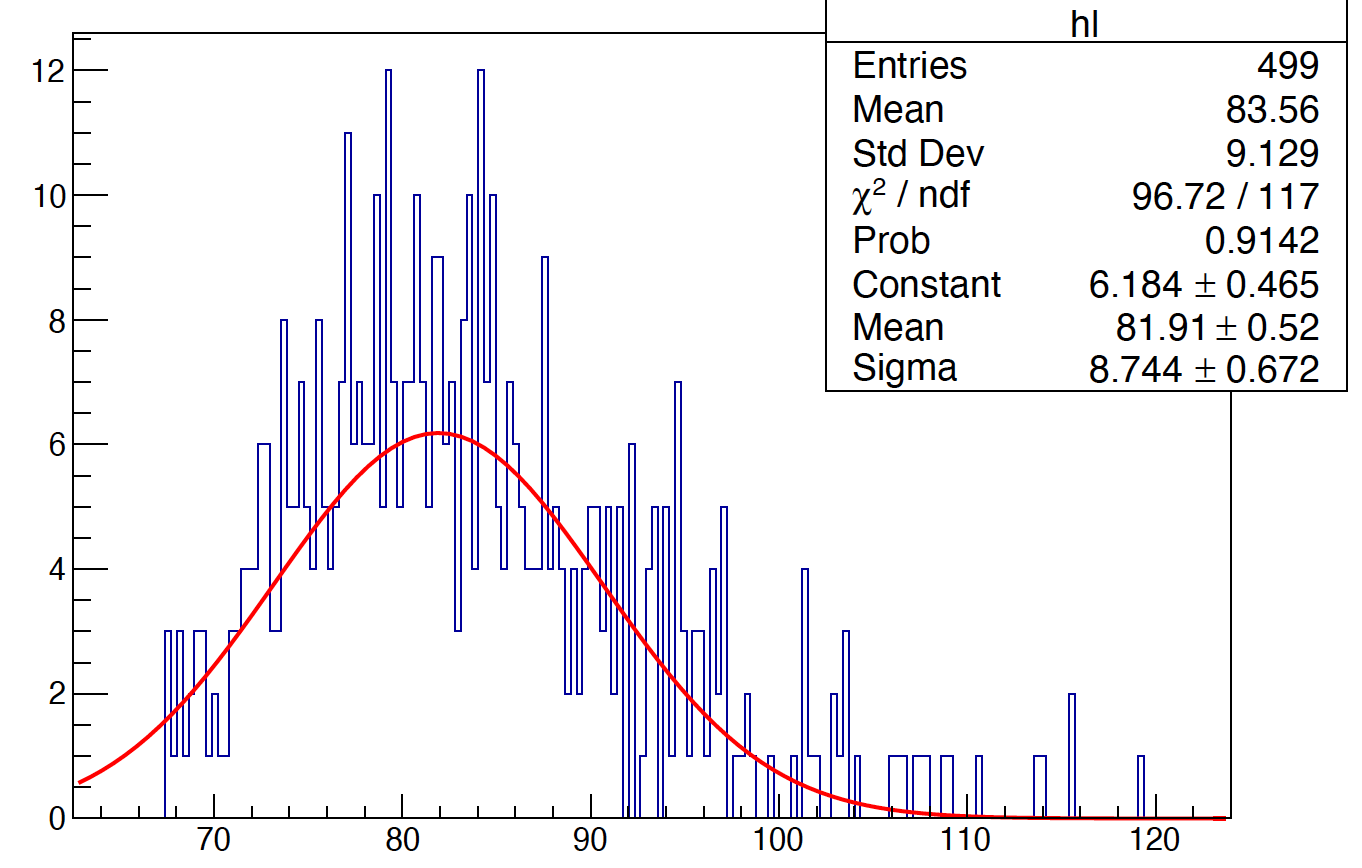 hI
Entries 499
Mean 83.56
Std Dev 9.129
χ² / ndf 96.72 / 117
Prob 0.9142
Constant 6.184 ± 0.465
Mean 81.91 ± 0.52
Sigma 8.744 ± 0.672
12
10
8
6
4
2
0
70 80 90 100 110 120